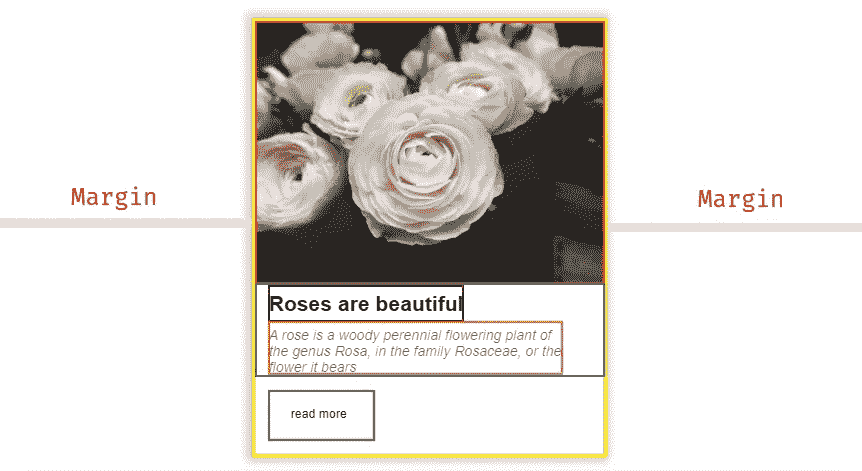 Margin
Margin
Roses are beautiful
A rose is a woody perennial flowering plant of
the genus Rosa, in the family Rosaceae, or the
flower it bears
read more